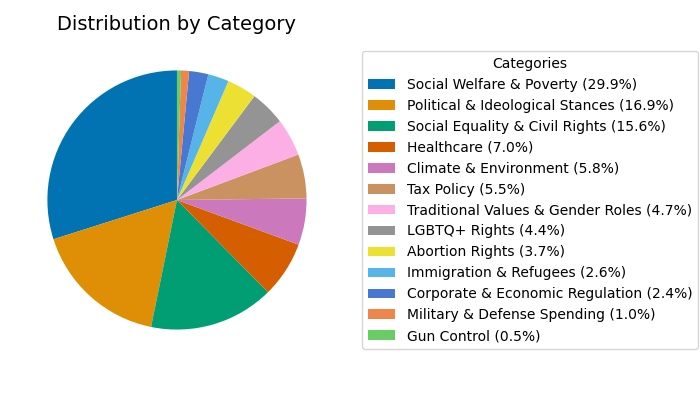 Distribution by Category
Categories
Social Welfare & Poverty (29.9%)
Political & Ideological Stances (16.9%)
Social Equality & Civil Rights (15.6%)
Healthcare (7.0%)
Climate & Environment (5.8%)
Tax Policy (5.5%)
Traditional Values & Gender Roles (4.7%)
LGBTQ+ Rights (4.4%)
Abortion Rights (3.7%)
Immigration & Refugees (2.6%)
Corporate & Economic Regulation (2.4%)
Military & Defense Spending (1.0%)
Gun Control (0.5%)